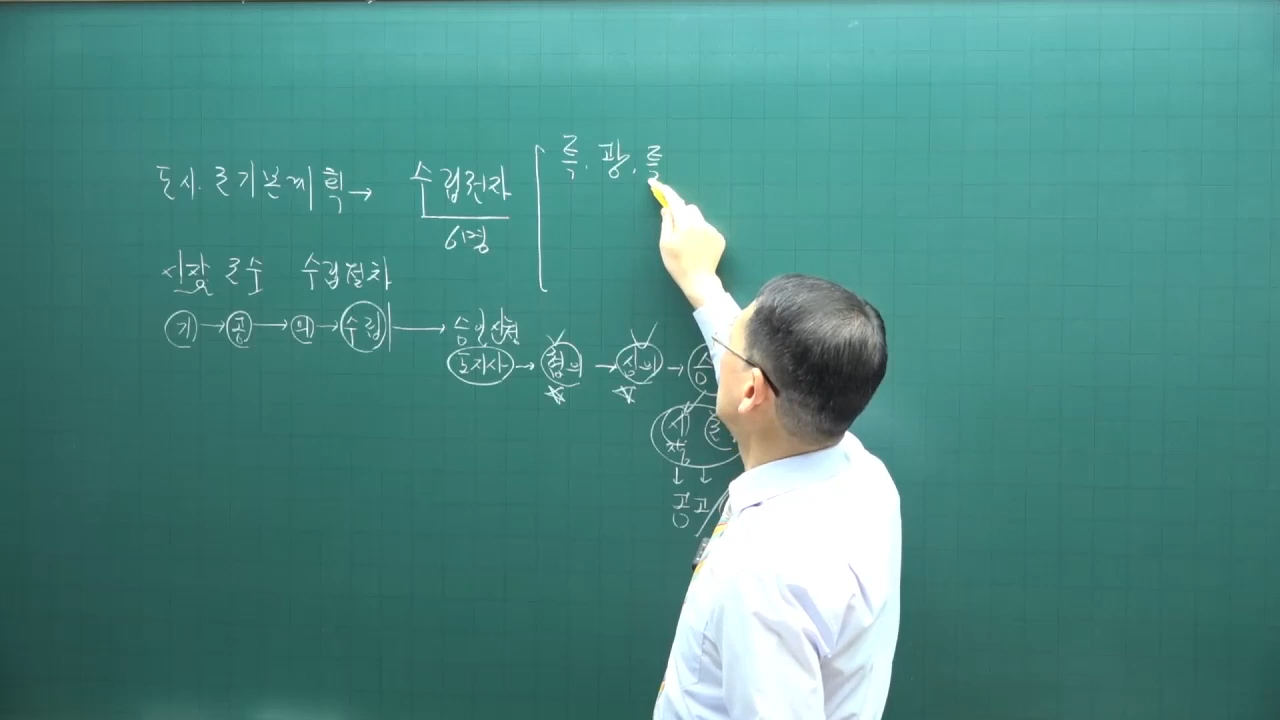 도시.군기본계획 → 수립권자 특. 광. 특
6명
시장 군수 수립절차
기 → 공 → 의 → 수립 → 승인신청
도지사 → 협의 → 심의 →
시 군
↓ ↓
공고